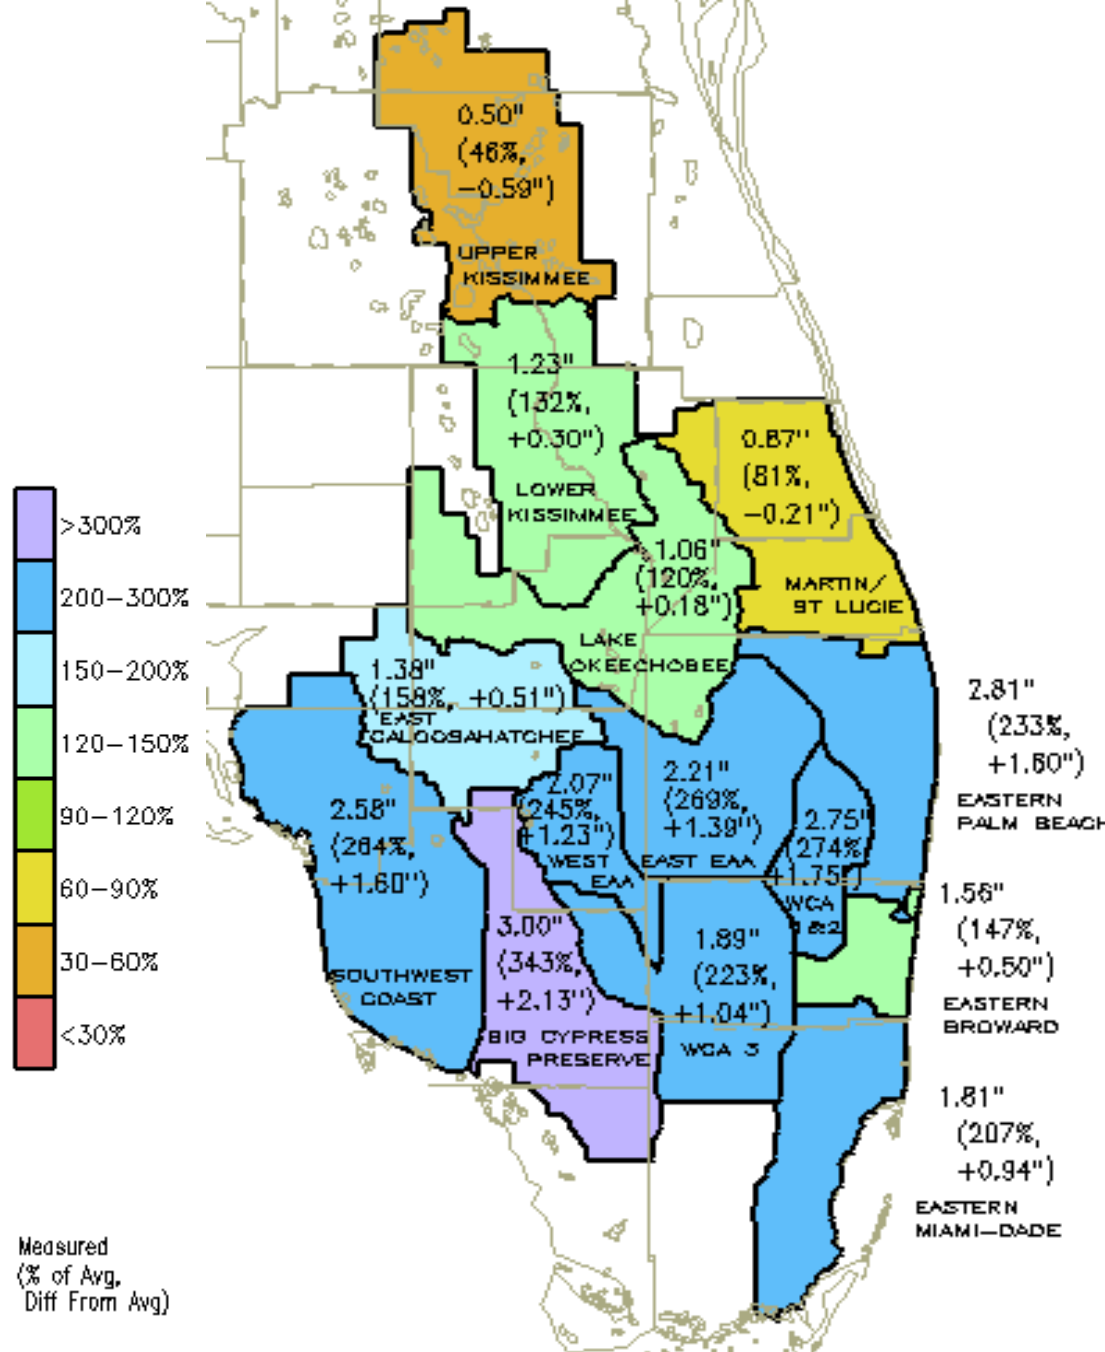 0.50"
(46%,
-0.59")
UPPER
KISSIMMEE
1.23"
(132%,
+0.30")
LOWER
KISSIMMEE
0.87"
(81%,
-0.21")
MARTIN/
ST LUCIE
1.06"
(120%,
+0.18")
LAKE
OKEECHOBEE
>300%
200-300%
150-200%
120-150%
90-120%
60-90%
30-60%
<30%
1.38"
(159%, +0.51")
EAST
CALOOSAHATCHEE
2.81"
(233%,
+1.60")
EASTERN
PALM BEACH
2.58"
(264%,
+1.60")
SOUTHWEST
COAST
2.07"
(245%,
+1.23")
WEST
EAA
2.21"
(269%,
+1.39")
EAST EAA
2.75"
(274%
+1.75")
WCA
1&2
3.00"
(343%,
+2.13")
BIG CYPRESS
PRESERVE
1.89"
(223%,
+1.04")
WCA 3
1.56"
(147%,
+0.50")
EASTERN
BROWARD
1.81"
(207%,
+0.94")
EASTERN
MIAMI-DADE
Measured
(% of Avg,
Diff From Avg)